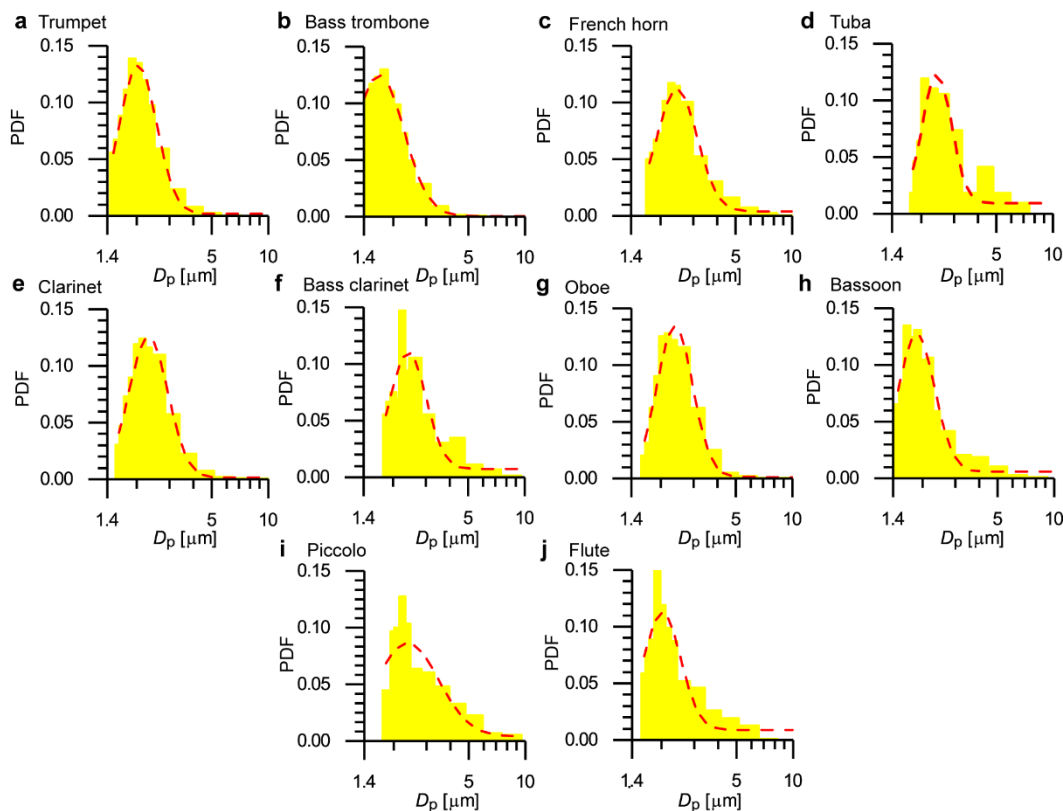 a Trumpet
b Bass trombone
c French horn
d Tuba
0.15
0.10
0.05
0.00
PDF
1.4
5
10
Dp [μm]
0.15
0.10
0.05
0.00
PDF
1.4
5
10
Dp [μm]
0.15
0.10
0.05
0.00
PDF
1.4
5
10
Dp [μm]
0.15
0.10
0.05
0.00
PDF
1.4
5
10
Dp [μm]
e Clarinet
f Bass clarinet
g Oboe
h Bassoon
0.15
0.10
0.05
0.00
PDF
1.4
5
10
Dp [μm]
0.15
0.10
0.05
0.00
PDF
1.4
5
10
Dp [μm]
0.15
0.10
0.05
0.00
PDF
1.4
5
10
Dp [μm]
0.15
0.10
0.05
0.00
PDF
1.4
5
10
Dp [μm]
i Piccolo
j Flute
0.15
0.10
0.05
0.00
PDF
1.4
5
10
Dp [μm]
0.15
0.10
0.05
0.00
PDF
1.4
5
10
Dp [μm]